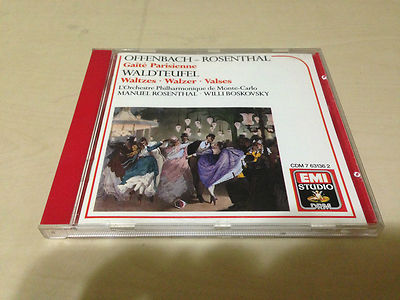 OFFENBACH – ROSENTHAL
Gaîté Parisienne
WALDTEUFEL
Waltzes · Walzer · Valses
L'Orchestre Philharmonique de Monte-Carlo
MANUEL ROSENTHAL · WILLI BOSKOVSKY
CDM 7 63136 2
EMI
STUDIO
DRM